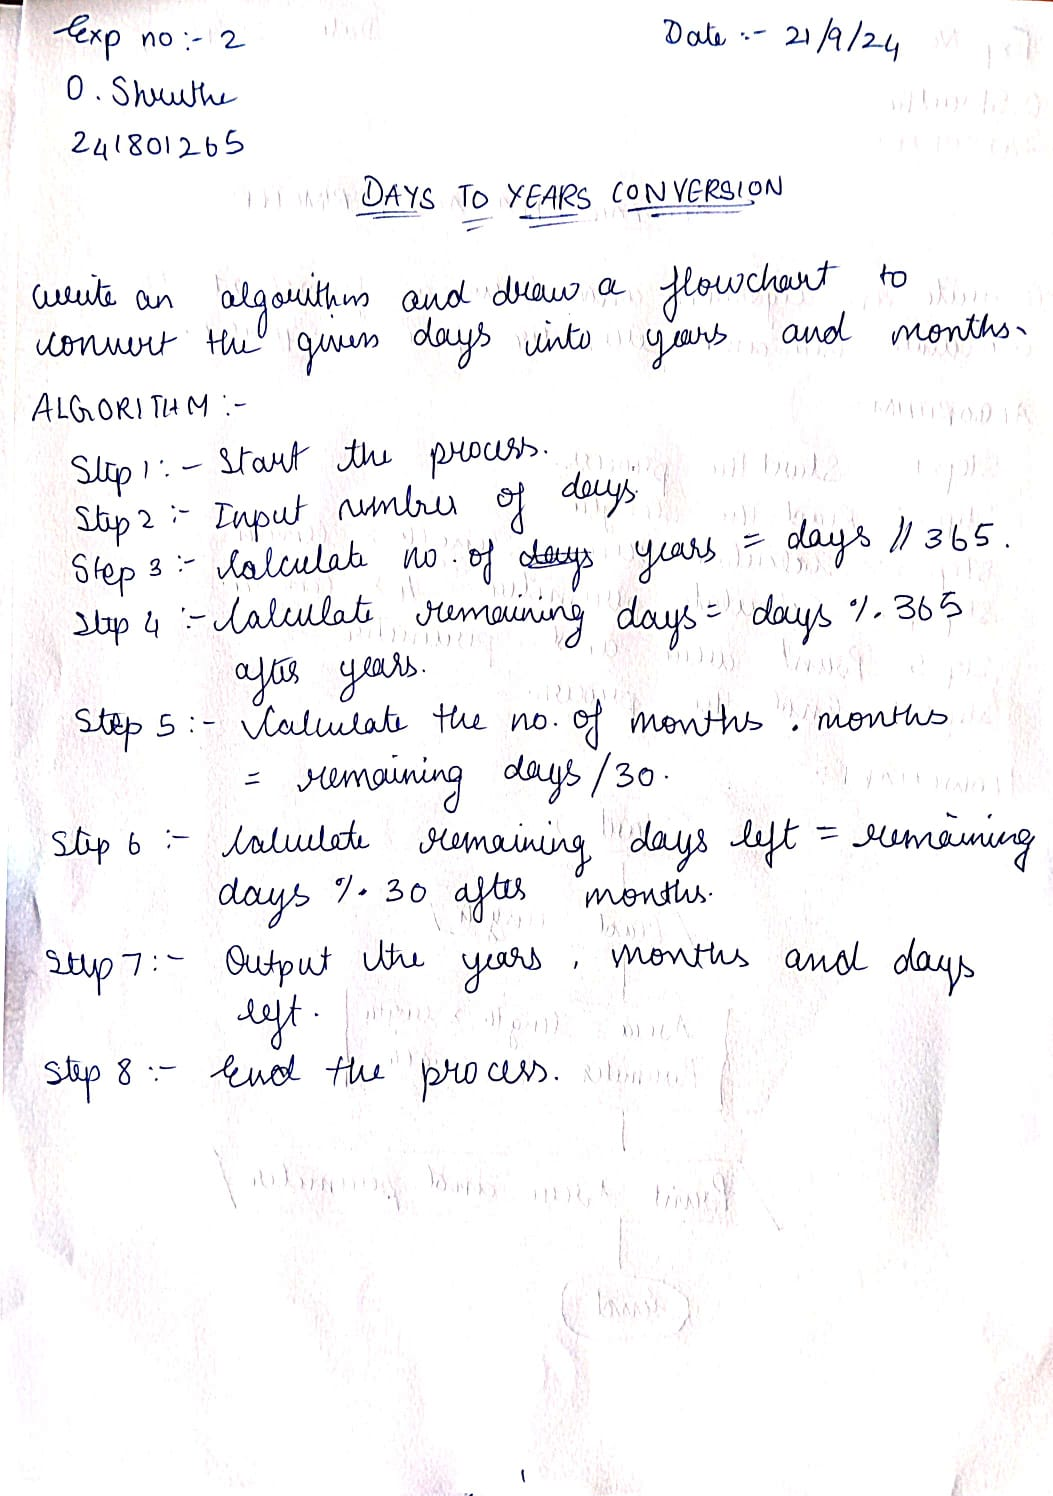 Exp no :- 2
Date :- 21/9/24
O. Shruthe
241801265
DAYS TO YEARS CONVERSION
write an algorithm and draw a flowchart to
convert the given days into years and months.
ALGORITHM :-
Step 1 :- Start the process.
Step 2 :- Input number of days.
Step 3 :- Calculate no. of days years = days // 365.
Step 4 :- Calculate remaining days = days % 365
after years.
Step 5 :- Calculate the no. of months . months
= remaining days / 30.
Step 6 :- Calculate remaining days left = remaining
days % 30 after months.
Step 7 :- Output the years , months and days
left.
Step 8 :- End the process.
1